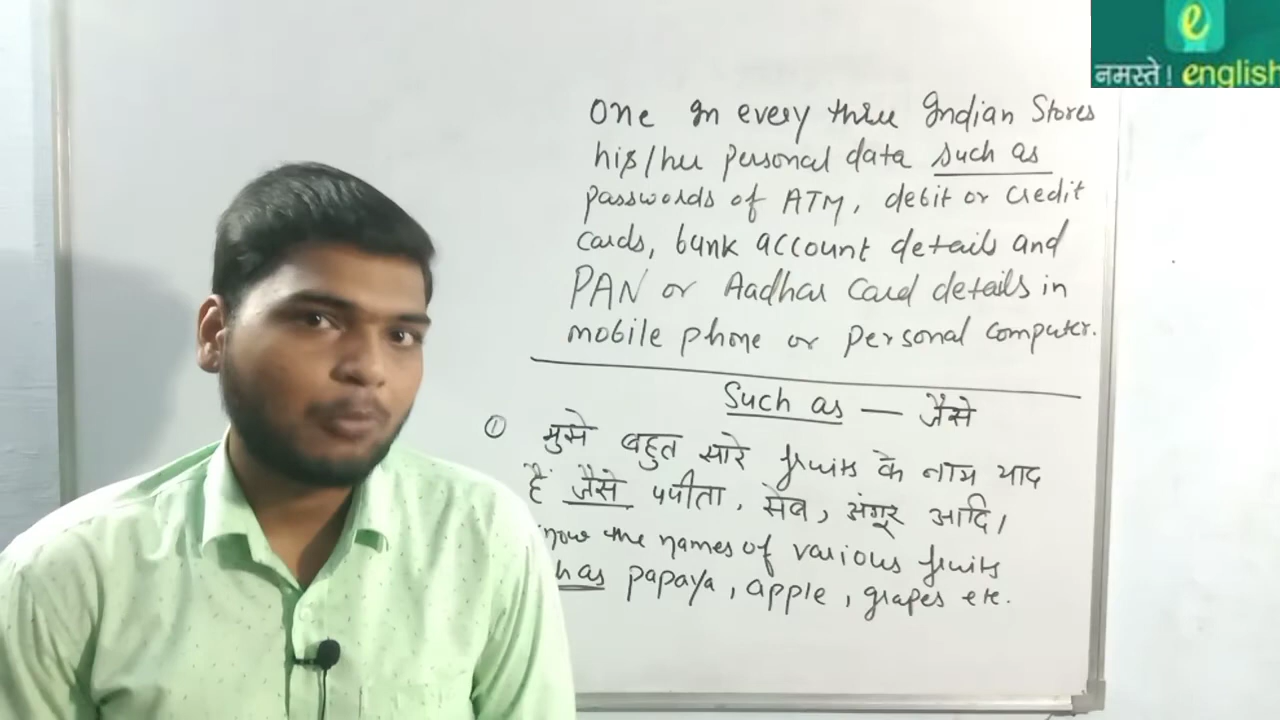 e
नमस्ते ! english
One in every three Indian Stores
his/her personal data such as
passwords of ATM, debit or credit
cards, bank account details and
PAN or Aadhar Card details in
mobile phone or personal computer.
Such as — जैसे
① मुझे बहुत सारे fruits के नाम याद
हैं जैसे पपीता, सेब, अंगूर आदि।
the names of various fruits
as papaya, apple, grapes etc.